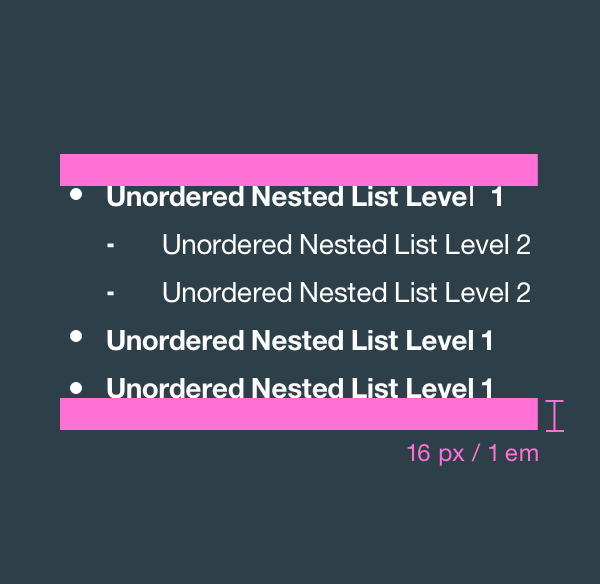 • Unordered Nested List Level 1
- Unordered Nested List Level 2
- Unordered Nested List Level 2
• Unordered Nested List Level 1
• Unordered Nested List Level 1
16 px / 1 em